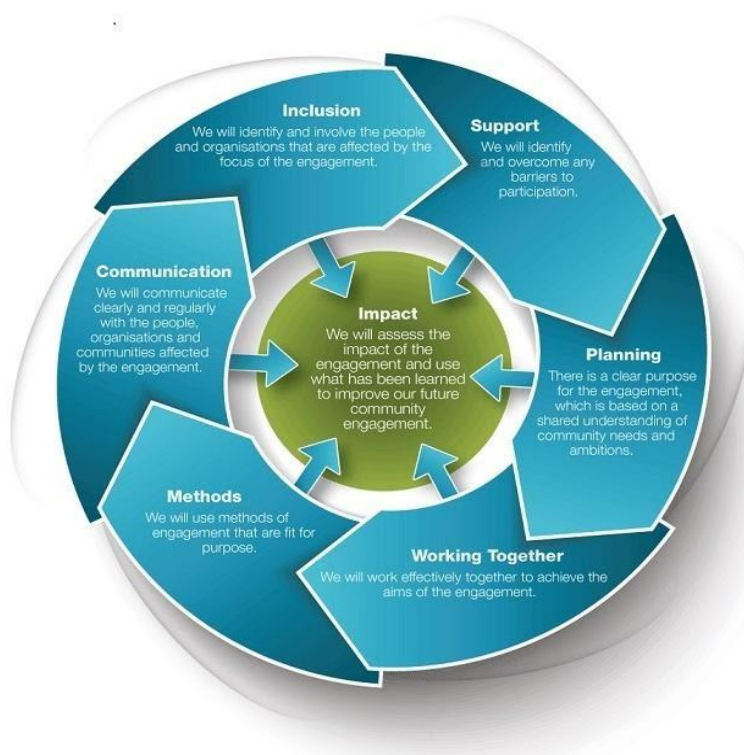 Inclusion
We will identify and involve the people
and organisations that are affected by the
focus of the engagement.
Support
We will identify
and overcome any
barriers to
participation.
Planning
There is a clear purpose
for the engagement,
which is based on a
shared understanding of
community needs and
ambitions.
Working Together
We will work effectively together to achieve the
aims of the engagement.
Methods
We will use methods of
engagement that are fit for
purpose.
Communication
We will communicate
clearly and regularly
with the people,
organisations and
communities affected
by the engagement.
Impact
We will assess the
impact of the
engagement and use
what has been learned
to improve our future
community
engagement.